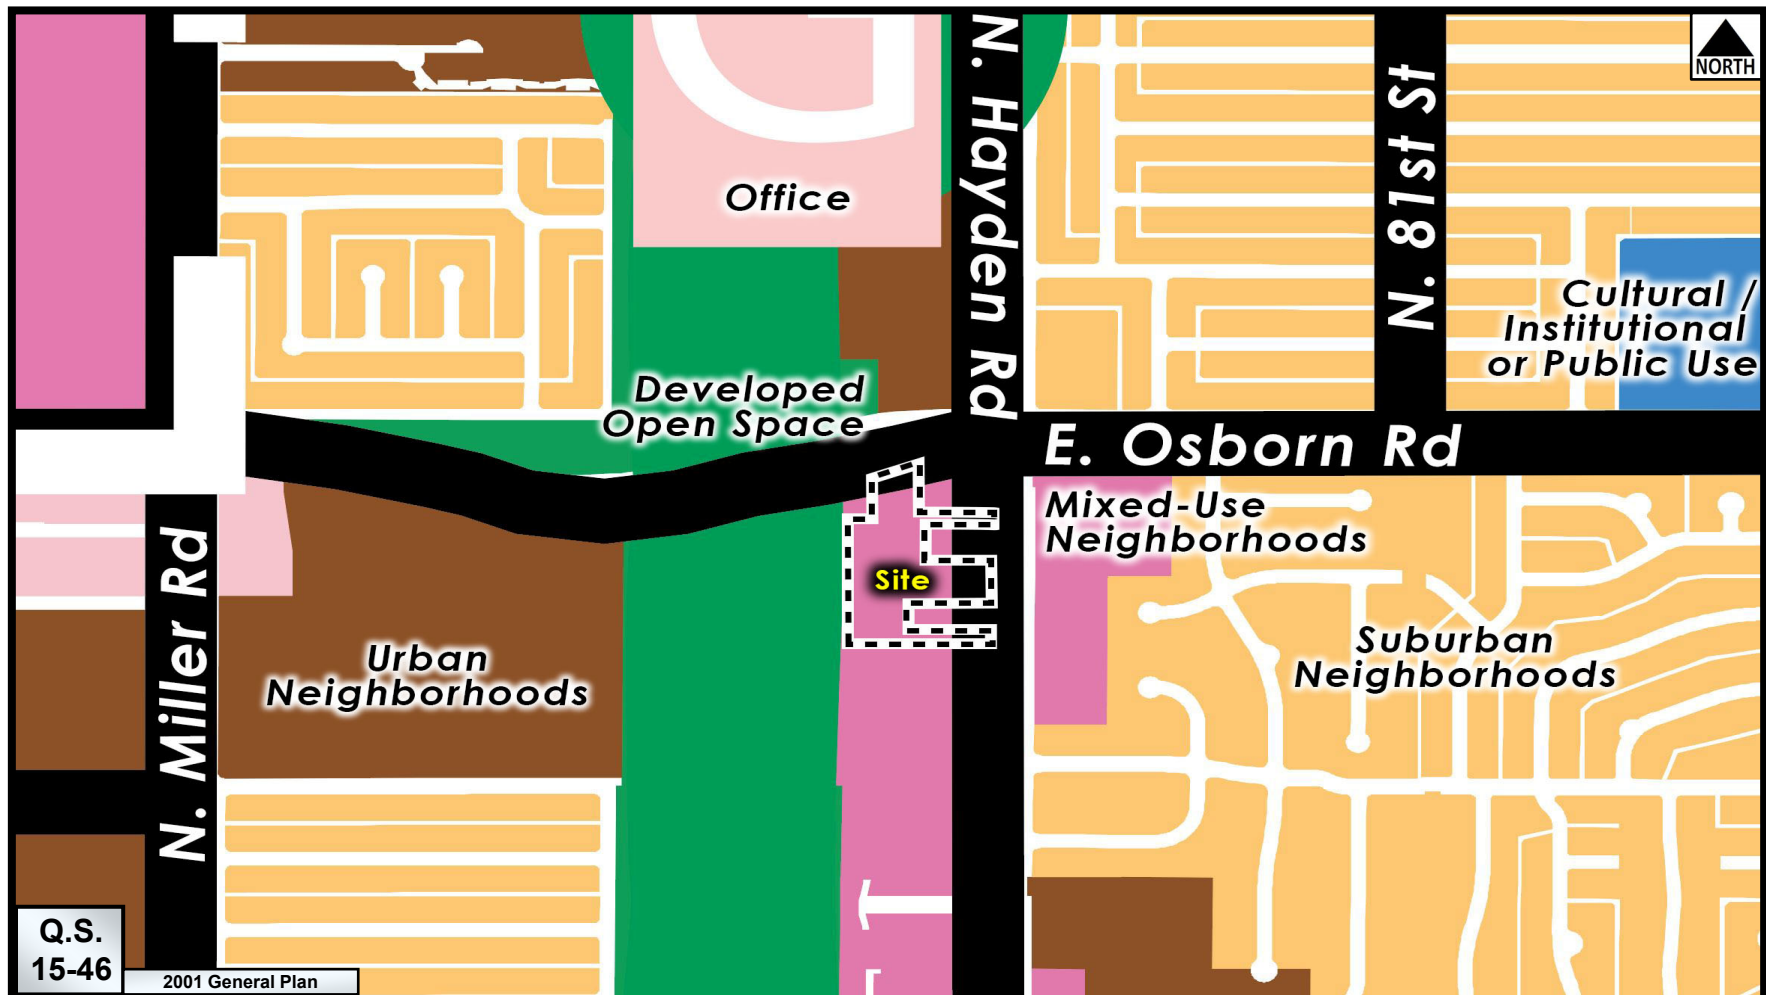 NORTH
N. Hayden Rd
N. 81st St
Office
Cultural /
Institutional
or Public Use
Developed
Open Space
E. Osborn Rd
Mixed-Use
Neighborhoods
Site
N. Miller Rd
Urban
Neighborhoods
Suburban
Neighborhoods
Q.S.
15-46
2001 General Plan